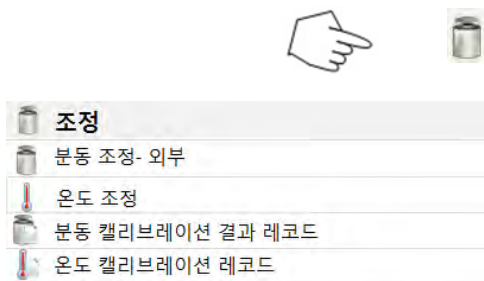 조정
분동 조정- 외부
온도 조정
분동 캘리브레이션 결과 레코드
온도 캘리브레이션 레코드